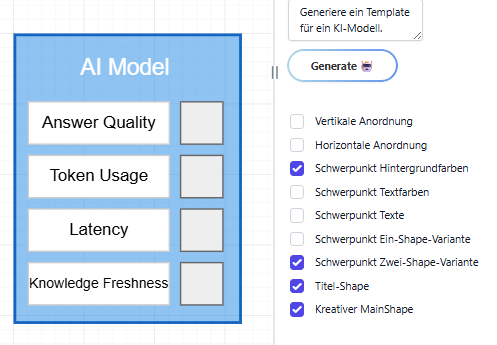 AI Model
Answer Quality
Token Usage
Latency
Knowledge Freshness
Generiere ein Template
für ein KI-Modell.
Generate
Vertikale Anordnung
Horizontale Anordnung
Schwerpunkt Hintergrundfarben
Schwerpunkt Textfarben
Schwerpunkt Texte
Schwerpunkt Ein-Shape-Variante
Schwerpunkt Zwei-Shape-Variante
Titel-Shape
Kreativer MainShape